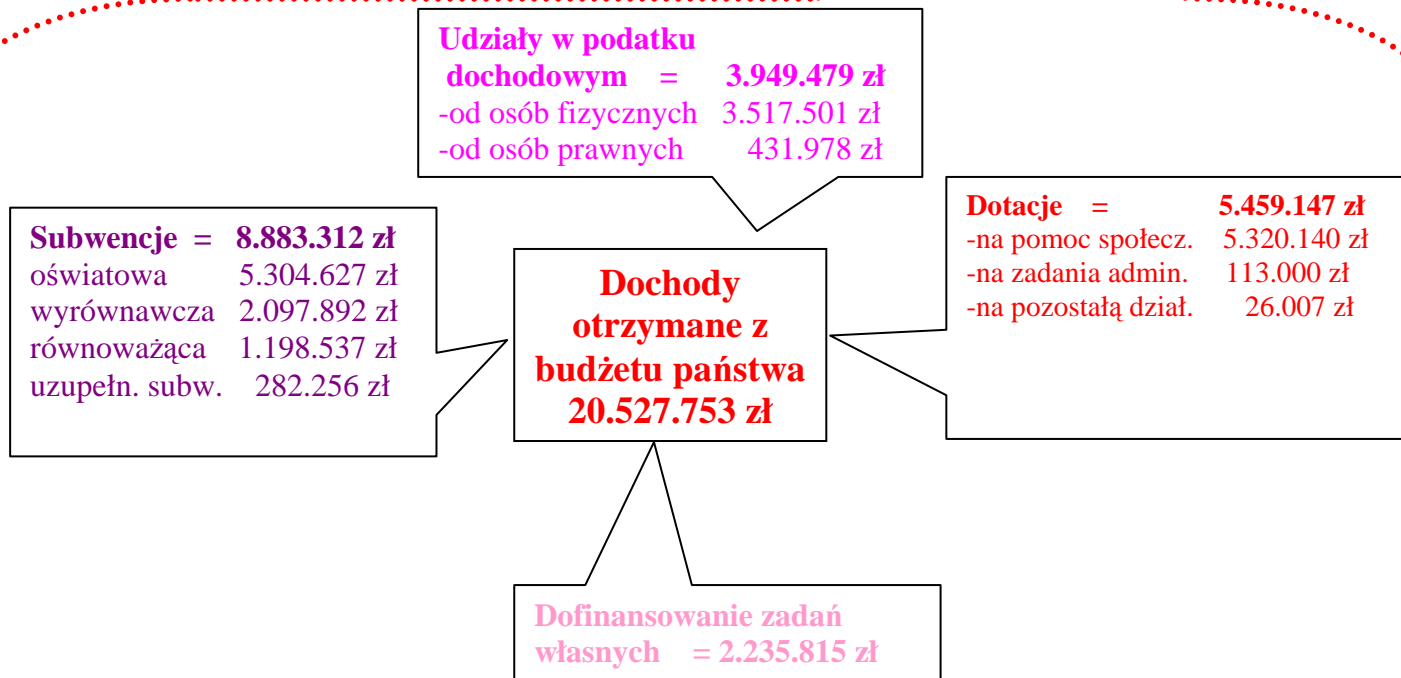 Udziały w podatku
dochodowym = 3.949.479 zł
-od osób fizycznych 3.517.501 zł
-od osób prawnych 431.978 zł
Subwencje = 8.883.312 zł
oświatowa 5.304.627 zł
wyrównawcza 2.097.892 zł
równoważąca 1.198.537 zł
uzupełn. subw. 282.256 zł
Dochody
otrzymane z
budżetu państwa
20.527.753 zł
Dotacje = 5.459.147 zł
-na pomoc społecz. 5.320.140 zł
-na zadania admin. 113.000 zł
-na pozostałą dział. 26.007 zł
Dofinansowanie zadań
własnych = 2.235.815 zł